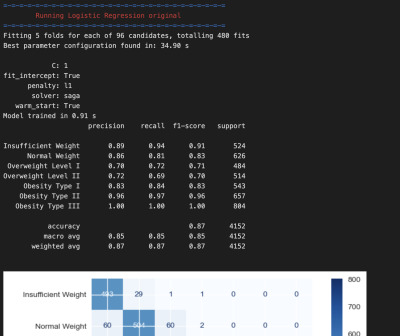 Running Logistic Regression original
Fitting 5 folds for each of 96 candidates, totalling 480 fits
Best parameter configuration found in: 34.90 s
C: 1
fit_intercept: True
penalty: l1
solver: saga
warm_start: True
Model trained in 0.91 s
precision recall f1-score support
Insufficient Weight 0.89 0.94 0.91 524
Normal Weight 0.86 0.81 0.83 626
Overweight Level I 0.70 0.72 0.71 484
Overweight Level II 0.72 0.69 0.70 514
Obesity Type I 0.83 0.84 0.83 543
Obesity Type II 0.96 0.97 0.96 657
Obesity Type III 1.00 1.00 1.00 804
accuracy 0.87 4152
macro avg 0.85 0.85 0.85 4152
weighted avg 0.87 0.87 0.87 4152
800
Insufficient Weight 493 29 1 1 0 0 0
700
Normal Weight 60 504 60 2 0 0 0
600